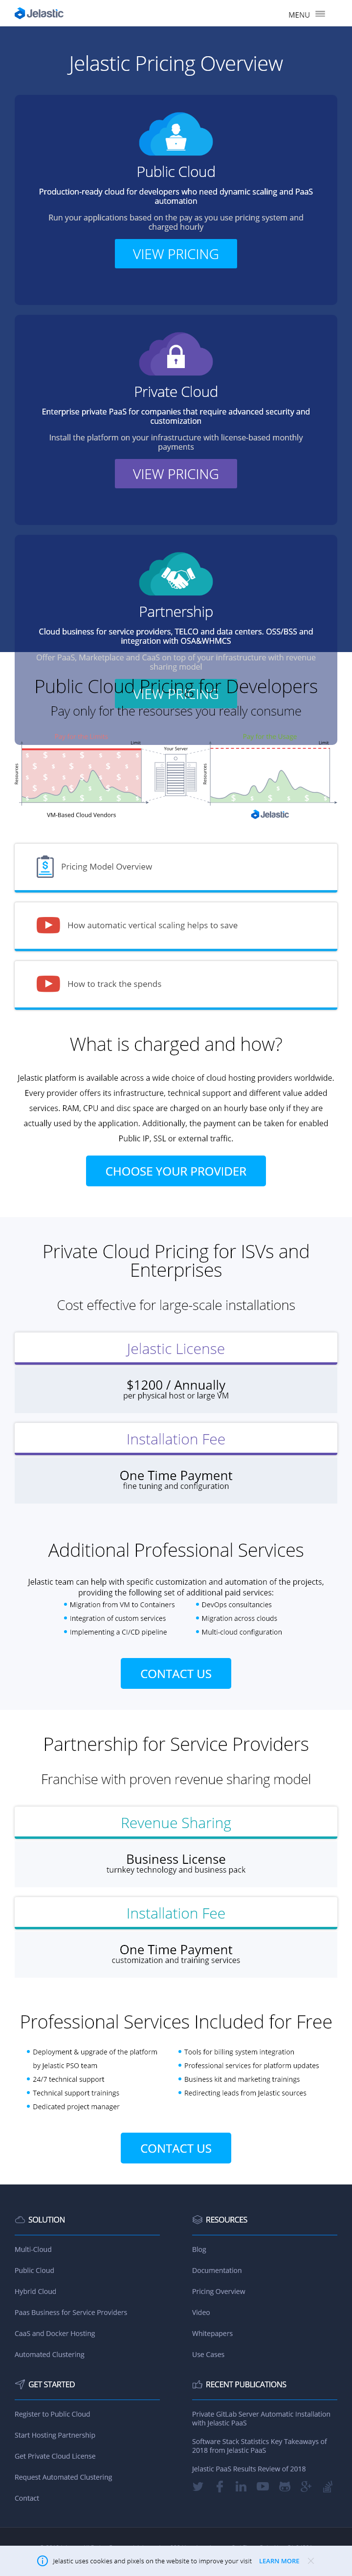 Jelastic
MENU
Jelastic Pricing Overview
Public Cloud
Production-ready cloud for developers who need dynamic scaling and PaaS
automation
Run your applications based on the pay as you use pricing system and
charged hourly
VIEW PRICING
Private Cloud
Enterprise private PaaS for companies that require advanced security and
customization
Install the platform on your infrastructure with license-based monthly
payments
VIEW PRICING
Partnership
Cloud business for service providers, TELCO and data centers. OSS/BSS and
integration with OSA&WHMCS
Offer PaaS, Marketplace and CaaS on top of your infrastructure with revenue
sharing model
VIEW PRICING
Public Cloud Pricing for Developers
Pay only for the resourses you really consume
Limit
Your Server
Limit
Resources
Resources
VM-Based Cloud Vendors
Jelastic
Pricing Model Overview
How automatic vertical scaling helps to save
How to track the spends
What is charged and how?
Jelastic platform is available across a wide choice of cloud hosting providers worldwide.
Every provider offers its infrastructure, technical support and different value added
services. RAM, CPU and disc space are charged on an hourly base only if they are
actually used by the application. Additionally, the payment can be taken for enabled
Public IP, SSL or external traffic.
CHOOSE YOUR PROVIDER
Private Cloud Pricing for ISVs and
Enterprises
Cost effective for large-scale installations
Jelastic License
$1200 / Annually
per physical host or large VM
Installation Fee
One Time Payment
fine tuning and configuration
Additional Professional Services
Jelastic team can help with specific customization and automation of the projects,
providing the following set of additional paid services:
Migration from VM to Containers
Integration of custom services
Implementing a CI/CD pipeline
DevOps consultancies
Migration across clouds
Multi-cloud configuration
CONTACT US
Partnership for Service Providers
Franchise with proven revenue sharing model
Revenue Sharing
Business License
turnkey technology and business pack
Installation Fee
One Time Payment
customization and training services
Professional Services Included for Free
Deployment & upgrade of the platform
by Jelastic PSO team
24/7 technical support
Technical support trainings
Dedicated project manager
Tools for billing system integration
Professional services for platform updates
Business kit and marketing trainings
Redirecting leads from Jelastic sources
CONTACT US
SOLUTION
Multi-Cloud
Public Cloud
Hybrid Cloud
Paas Business for Service Providers
CaaS and Docker Hosting
Automated Clustering
RESOURCES
Blog
Documentation
Pricing Overview
Video
Whitepapers
Use Cases
GET STARTED
Register to Public Cloud
Start Hosting Partnership
Get Private Cloud License
Request Automated Clustering
Contact
RECENT PUBLICATIONS
Private GitLab Server Automatic Installation
with Jelastic PaaS
Software Stack Statistics Key Takeaways of
2018 from Jelastic PaaS
Jelastic PaaS Results Review of 2018
Jelastic uses cookies and pixels on the website to improve your visit LEARN MORE